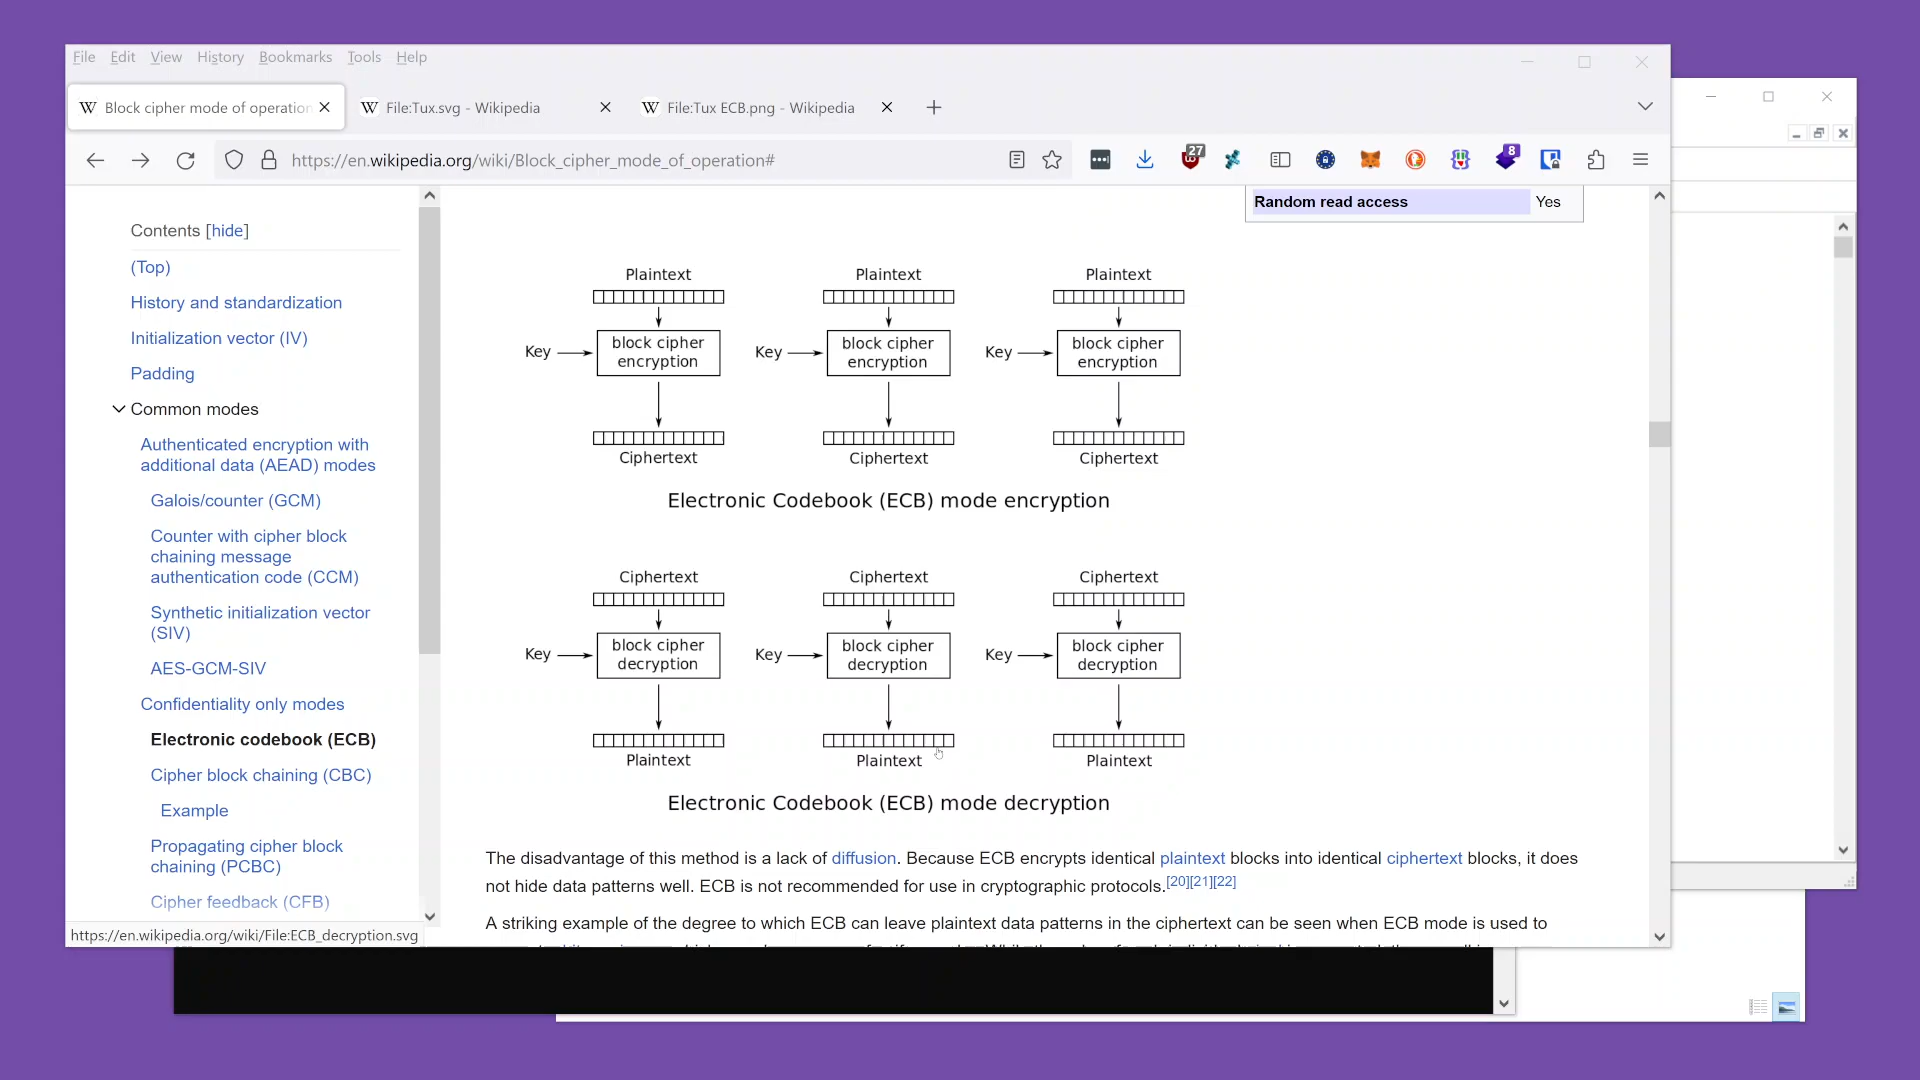 File Edit View History Bookmarks Tools Help
Block cipher mode of operation
File:Tux.svg - Wikipedia
File:Tux ECB.png - Wikipedia
https://en.wikipedia.org/wiki/Block_cipher_mode_of_operation#
27
8
Contents [hide]
(Top)
History and standardization
Initialization vector (IV)
Padding
Common modes
Authenticated encryption with
additional data (AEAD) modes
Galois/counter (GCM)
Counter with cipher block
chaining message
authentication code (CCM)
Synthetic initialization vector
(SIV)
AES-GCM-SIV
Confidentiality only modes
Electronic codebook (ECB)
Cipher block chaining (CBC)
Example
Propagating cipher block
chaining (PCBC)
Cipher feedback (CFB)
https://en.wikipedia.org/wiki/File:ECB_decryption.svg
Random read access Yes
Plaintext Plaintext Plaintext
Key block cipher encryption Key block cipher encryption Key block cipher encryption
Ciphertext Ciphertext Ciphertext
Electronic Codebook (ECB) mode encryption
Ciphertext Ciphertext Ciphertext
Key block cipher decryption Key block cipher decryption Key block cipher decryption
Plaintext Plaintext Plaintext
Electronic Codebook (ECB) mode decryption
The disadvantage of this method is a lack of diffusion. Because ECB encrypts identical plaintext blocks into identical ciphertext blocks, it does
not hide data patterns well. ECB is not recommended for use in cryptographic protocols.[20][21][22]
A striking example of the degree to which ECB can leave plaintext data patterns in the ciphertext can be seen when ECB mode is used to